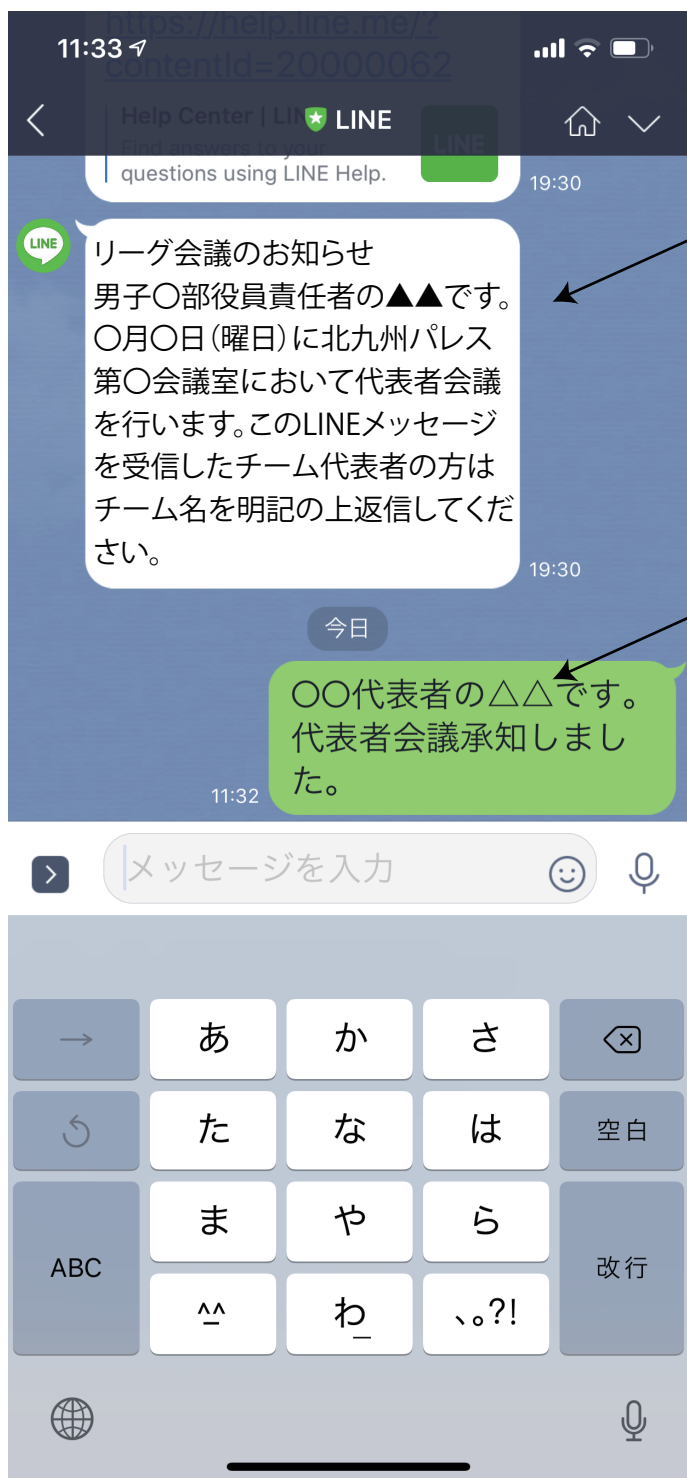 https://help.line.me/?
11:33
contentId=20000062
Help Center | LIN
LINE
Find answers to your
LINE
questions using LINE Help.
19:30
LINE
リーグ会議のお知らせ
男子〇部役員責任者の▲▲です。
〇月〇日(曜日)に北九州パレス
第〇会議室において代表者会議
を行います。このLINEメッセージ
を受信したチーム代表者の方は
チーム名を明記の上返信してくだ
さい。
19:30
今日
〇〇代表者の△△です。
代表者会議承知しまし
た。
11:32
メッセージを入力
→ あ か さ
た な は 空白
ま や ら
ABC 改行
^^ わ 、。?!